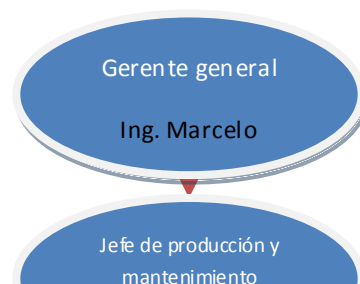 Gerente general
Ing. Marcelo
Jefe de producción y
mantenimiento